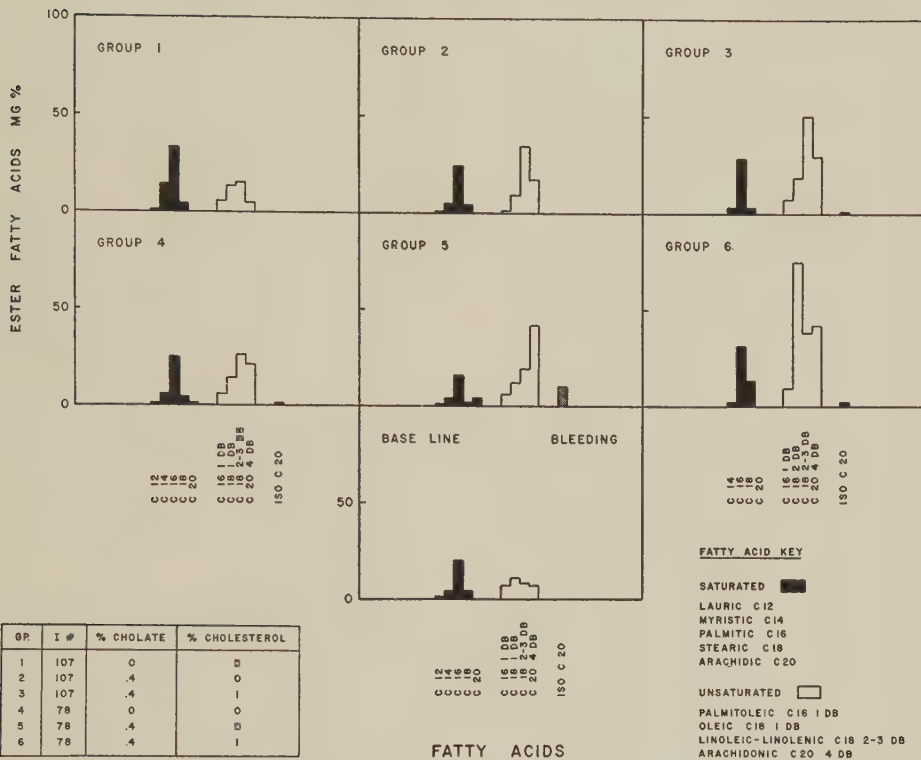 100
50
0
50
0
50
0
ESTER FATTY ACIDS MG %
GROUP 1
GROUP 2
GROUP 3
GROUP 4
GROUP 5
GROUP 6
BASE LINE BLEEDING
C 12
C 14
C 16
C 18
C 20
C 16 1 DB
C 18 1 DB
C 18 2-3 DB
C 20 4 DB
ISO C 20
C 14
C 16
C 18
C 20
C 16 1 DB
C 18 2 DB
C 18 2-3 DB
C 20 4 DB
ISO C 20
C 12
C 14
C 16
C 18
C 20
C 16 1 DB
C 18 1 DB
C 18 2-3 DB
C 20 4 DB
ISO C 20
FATTY ACIDS
GP. I # % CHOLATE % CHOLESTEROL
1 107 0
2 107 .4 0
3 107 .4 1
4 78 0 0
5 78 .4
6 78 .4 1
FATTY ACID KEY
SATURATED
LAURIC C12
MYRISTIC C14
PALMITIC C16
STEARIC C18
ARACHIDIC C20
UNSATURATED
PALMITOLEIC C16 1 DB
OLEIC C18 1 DB
LINOLEIC-LINOLENIC C18 2-3 DB
ARACHIDONIC C20 4 DB